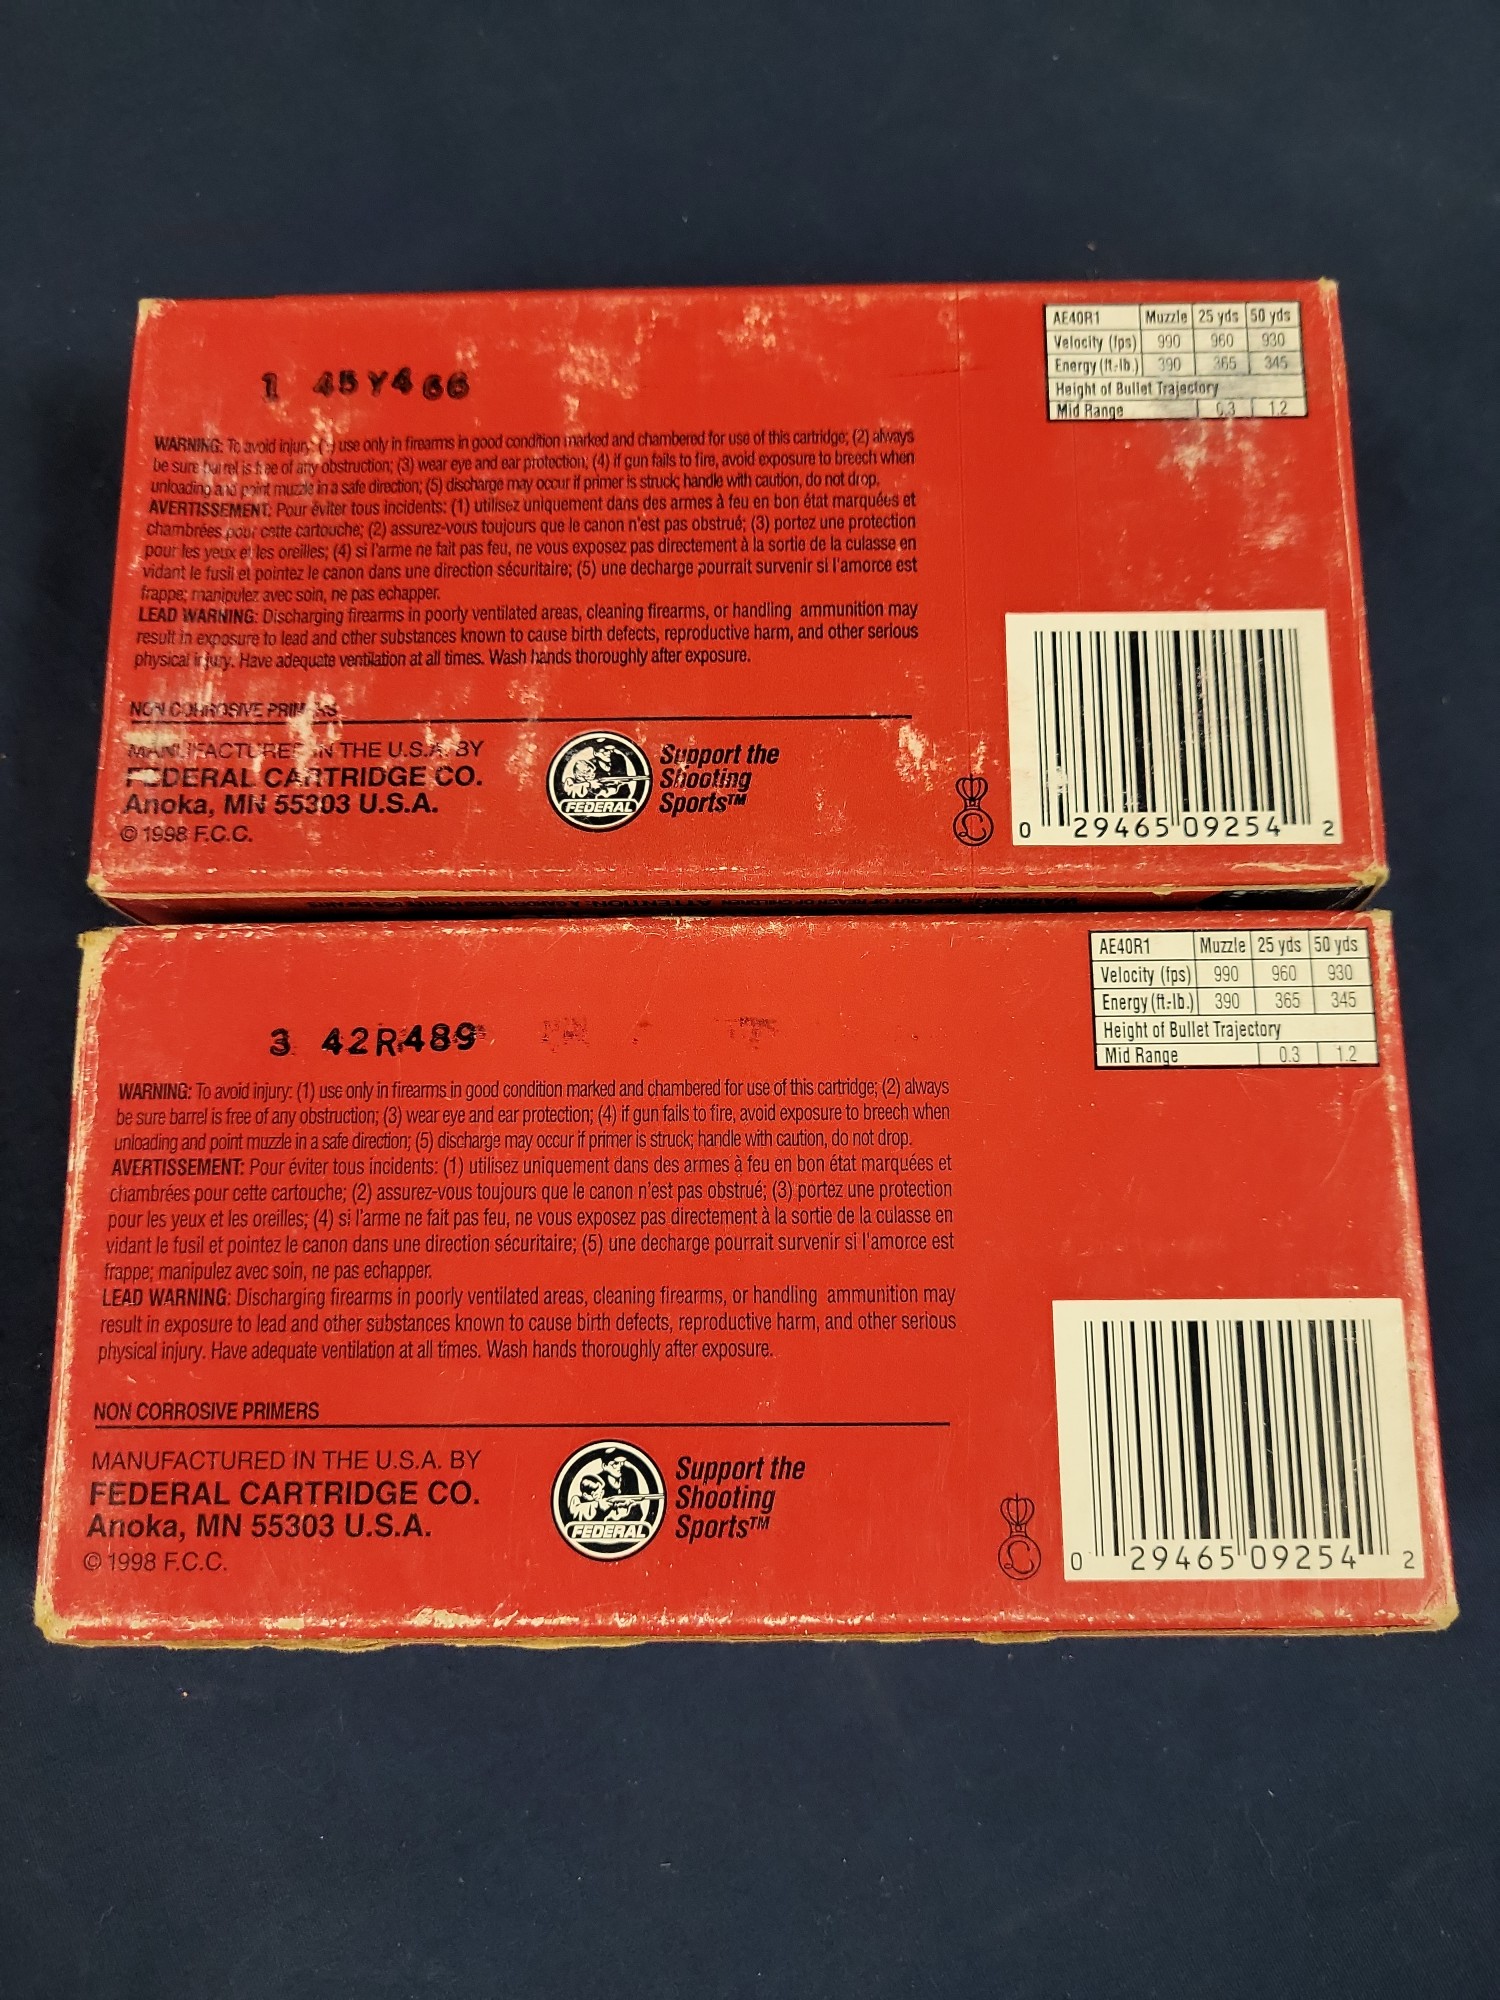 1 45Y466
AE40R1 Muzzle 25 yds 50 yds
Velocity (fps) 990 960 930
Energy (ft.-lb.) 390 365 345
Height of Bullet Trajectory
Mid Range 0.3 1.2
WARNING: To avoid injury: (1) use only in firearms in good condition marked and chambered for use of this cartridge; (2) always
be sure barrel is free of any obstruction; (3) wear eye and ear protection; (4) if gun fails to fire, avoid exposure to breech when
unloading and point muzzle in a safe direction; (5) discharge may occur if primer is struck; handle with caution, do not drop.
AVERTISSEMENT: Pour éviter tous incidents: (1) utilisez uniquement dans des armes à feu en bon état marquées et
chambrées pour cette cartouche; (2) assurez-vous toujours que le canon n'est pas obstrué; (3) portez une protection
pour les yeux et les oreilles; (4) si l'arme ne fait pas feu, ne vous exposez pas directement à la sortie de la culasse en
vidant le fusil et pointez le canon dans une direction sécuritaire; (5) une decharge pourrait survenir si l'amorce est
frappe; manipulez avec soin, ne pas echapper.
LEAD WARNING: Discharging firearms in poorly ventilated areas, cleaning firearms, or handling ammunition may
result in exposure to lead and other substances known to cause birth defects, reproductive harm, and other serious
physical injury. Have adequate ventilation at all times. Wash hands thoroughly after exposure.
NON CORROSIVE PRIMERS
MANUFACTURED IN THE U.S.A. BY
FEDERAL CARTRIDGE CO.
Anoka, MN 55303 U.S.A.
© 1998 F.C.C.
FEDERAL
Support the
Shooting
Sports™
0 29465 09254 2
3 42R489
AE40R1 Muzzle 25 yds 50 yds
Velocity (fps) 990 960 930
Energy (ft.-lb.) 390 365 345
Height of Bullet Trajectory
Mid Range 0.3 1.2
WARNING: To avoid injury: (1) use only in firearms in good condition marked and chambered for use of this cartridge; (2) always
be sure barrel is free of any obstruction; (3) wear eye and ear protection; (4) if gun fails to fire, avoid exposure to breech when
unloading and point muzzle in a safe direction; (5) discharge may occur if primer is struck; handle with caution, do not drop.
AVERTISSEMENT: Pour éviter tous incidents: (1) utilisez uniquement dans des armes à feu en bon état marquées et
chambrées pour cette cartouche; (2) assurez-vous toujours que le canon n'est pas obstrué; (3) portez une protection
pour les yeux et les oreilles; (4) si l'arme ne fait pas feu, ne vous exposez pas directement à la sortie de la culasse en
vidant le fusil et pointez le canon dans une direction sécuritaire; (5) une decharge pourrait survenir si l'amorce est
frappe; manipulez avec soin, ne pas echapper.
LEAD WARNING: Discharging firearms in poorly ventilated areas, cleaning firearms, or handling ammunition may
result in exposure to lead and other substances known to cause birth defects, reproductive harm, and other serious
physical injury. Have adequate ventilation at all times. Wash hands thoroughly after exposure.
NON CORROSIVE PRIMERS
MANUFACTURED IN THE U.S.A. BY
FEDERAL CARTRIDGE CO.
Anoka, MN 55303 U.S.A.
© 1998 F.C.C.
FEDERAL
Support the
Shooting
Sports™
0 29465 09254 2